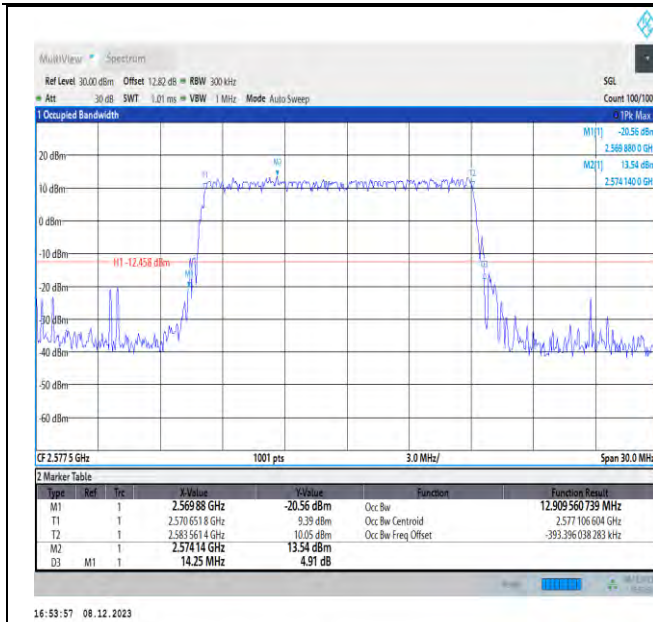 MultiView Spectrum
Ref Level 30.00 dBm Offset 12.82 dB RBW 300 kHz SGL
Att 30 dB SWT 1.01 ms VBW 1 MHz Mode Auto Sweep Count 100/100
1 Occupied Bandwidth 1Pk Max
M1[1] -20.56 dBm
2.569 880 0 GHz
M2[1] 13.54 dBm
2.574 140 0 GHz
20 dBm
T1 M2 T2
10 dBm
0 dBm
-10 dBm
H1 -12.458 dBm
M1 D3
-20 dBm
-30 dBm
-40 dBm
-50 dBm
-60 dBm
CF 2.577 5 GHz 1001 pts 3.0 MHz/ Span 30.0 MHz
2 Marker Table
Type Ref Trc X-Value Y-Value Function Function Result
M1 1 2.569 88 GHz -20.56 dBm Occ Bw 12.909 560 739 MHz
T1 1 2.570 651 8 GHz 9.39 dBm Occ Bw Centroid 2.577 106 604 GHz
T2 1 2.583 561 4 GHz 10.05 dBm Occ Bw Freq Offset -393.396 038 283 kHz
M2 1 2.574 14 GHz 13.54 dBm
D3 M1 1 14.25 MHz 4.91 dB
16:53:57 08.12.2023